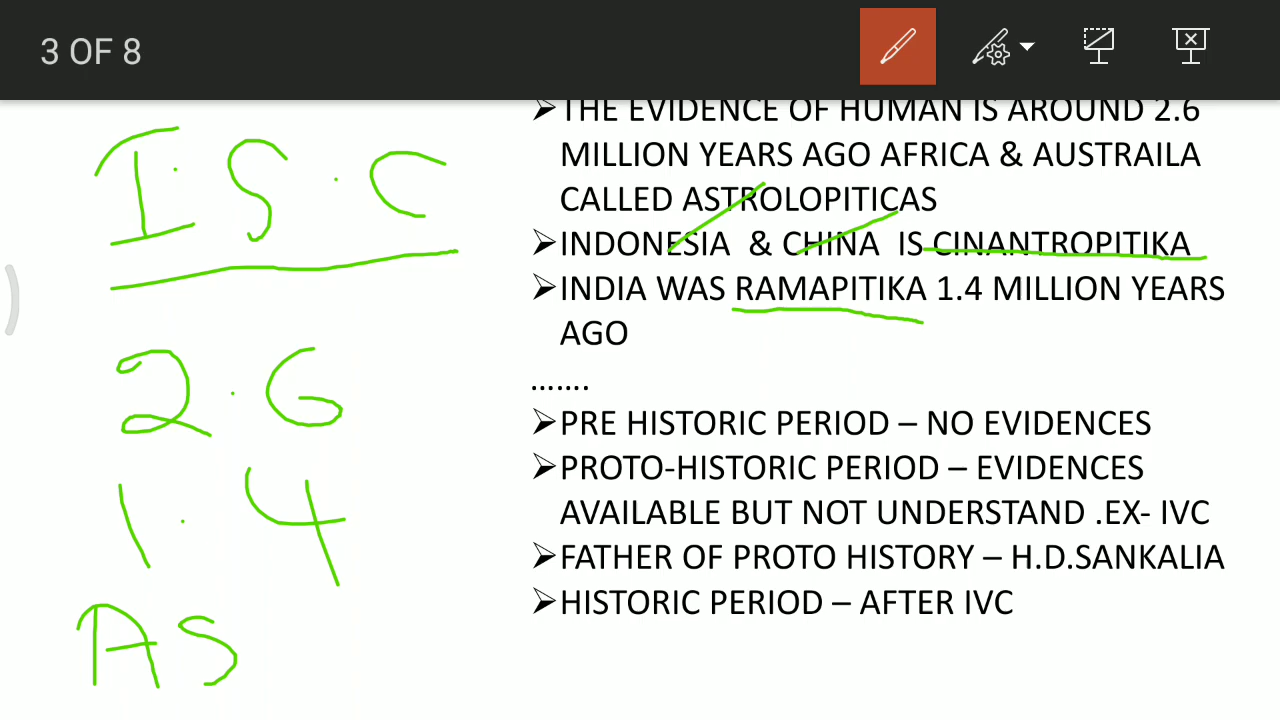 3 OF 8
I.S.C
2.6
1.4
AS
➢THE EVIDENCE OF HUMAN IS AROUND 2.6
MILLION YEARS AGO AFRICA & AUSTRAILA
CALLED ASTROLOPITICAS
➢INDONESIA & CHINA IS CINANTROPITIKA
➢INDIA WAS RAMAPITIKA 1.4 MILLION YEARS
AGO
.......
➢PRE HISTORIC PERIOD – NO EVIDENCES
➢PROTO-HISTORIC PERIOD – EVIDENCES
AVAILABLE BUT NOT UNDERSTAND .EX- IVC
➢FATHER OF PROTO HISTORY – H.D.SANKALIA
➢HISTORIC PERIOD – AFTER IVC